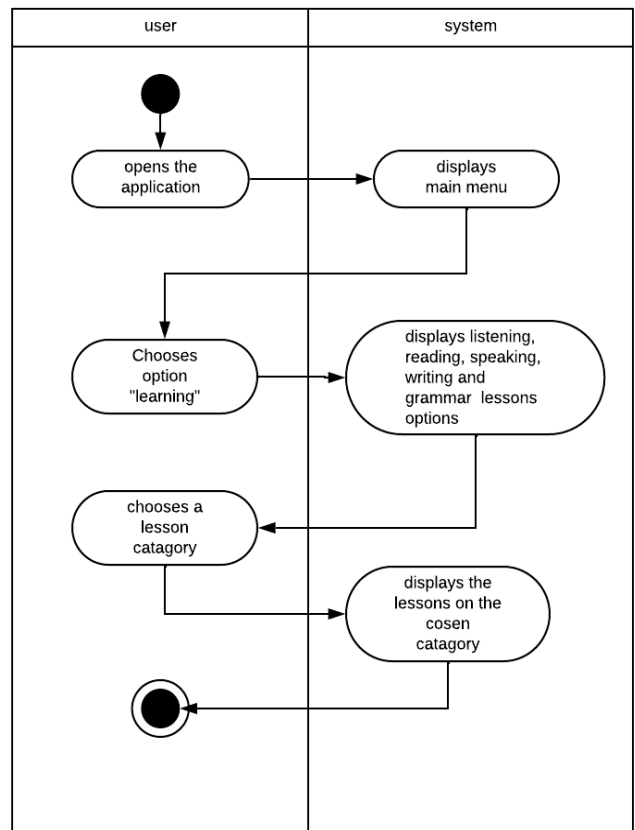 user
system
opens the
application
displays
main menu
Chooses
option
"learning"
displays listening,
reading, speaking,
writing and
grammar lessons
options
chooses a
lesson
catagory
displays the
lessons on the
cosen
catagory